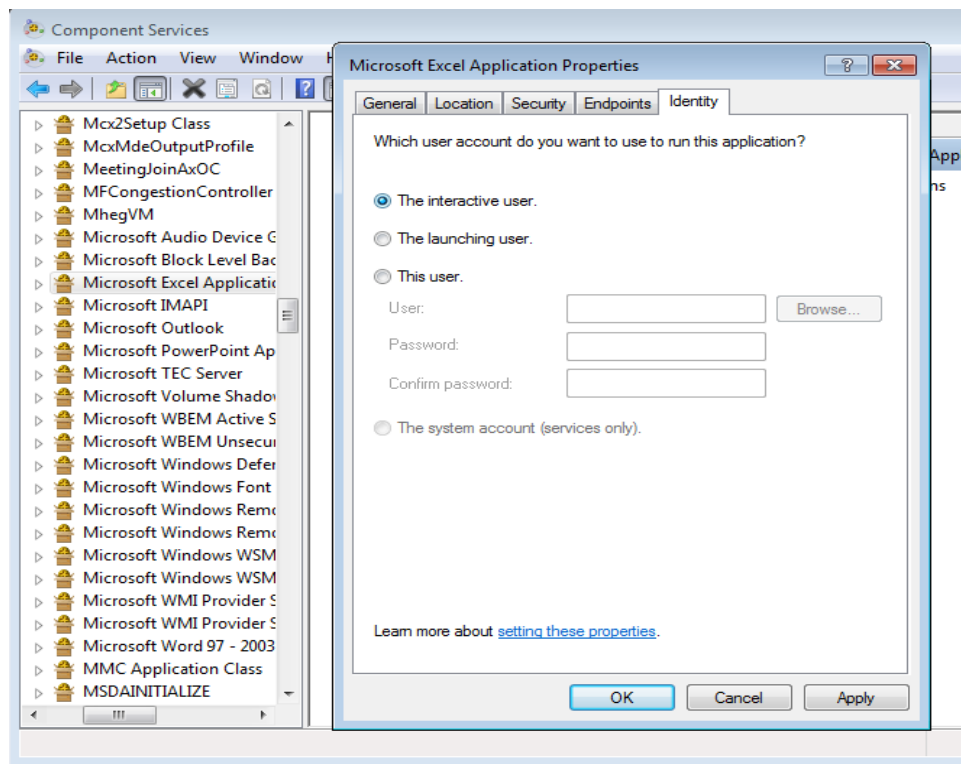 Component Services
File Action View Window
Mcx2Setup Class
McxMdeOutputProfile
MeetingJoinAxOC
MFCongestionController
MhegVM
Microsoft Audio Device G
Microsoft Block Level Bac
Microsoft Excel Applicatic
Microsoft IMAPI
Microsoft Outlook
Microsoft PowerPoint Ap
Microsoft TEC Server
Microsoft Volume Shadov
Microsoft WBEM Active S
Microsoft WBEM Unsecur
Microsoft Windows Defer
Microsoft Windows Font
Microsoft Windows Remo
Microsoft Windows Remo
Microsoft Windows WSM
Microsoft Windows WSM
Microsoft WMI Provider S
Microsoft WMI Provider S
Microsoft Word 97 - 2003
MMC Application Class
MSDAINITIALIZE
Microsoft Excel Application Properties
General Location Security Endpoints Identity
Which user account do you want to use to run this application?
The interactive user.
The launching user.
This user.
User:
Browse...
Password:
Confirm password:
The system account (services only).
Learn more about setting these properties.
OK Cancel Apply
App
ns